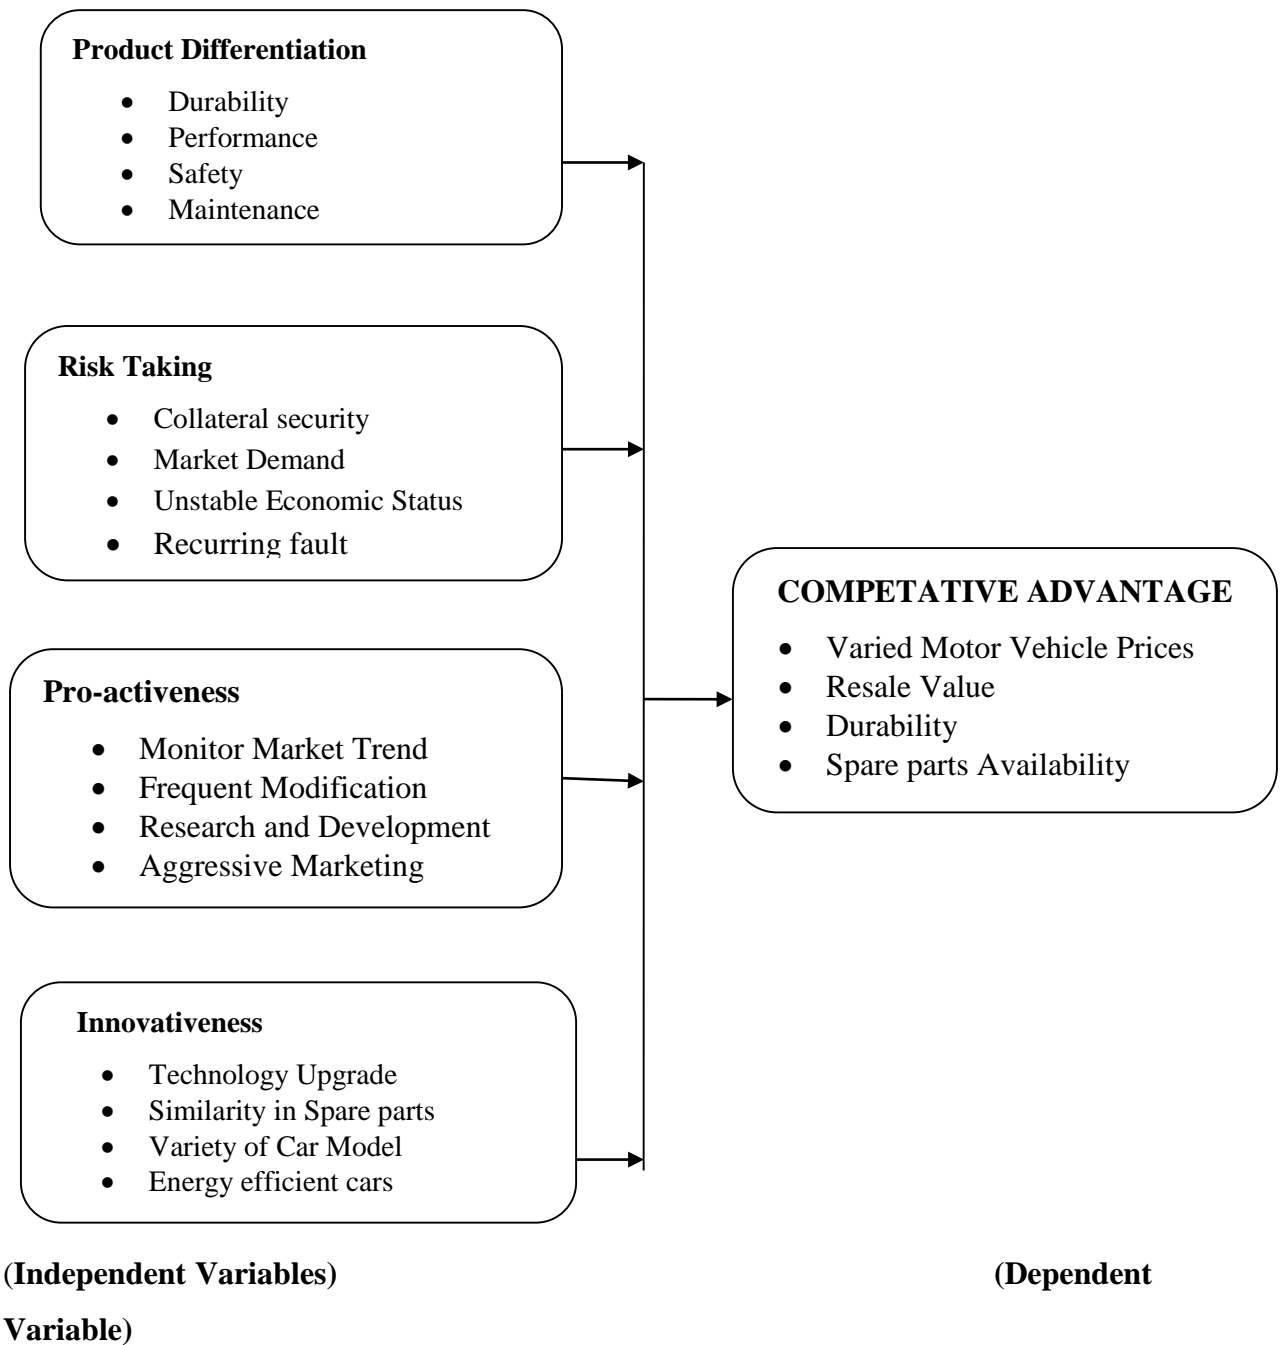 Product Differentiation
• Durability
• Performance
• Safety
• Maintenance
Risk Taking
• Collateral security
• Market Demand
• Unstable Economic Status
• Recurring fault
Pro-activeness
• Monitor Market Trend
• Frequent Modification
• Research and Development
• Aggressive Marketing
Innovativeness
• Technology Upgrade
• Similarity in Spare parts
• Variety of Car Model
• Energy efficient cars
COMPETATIVE ADVANTAGE
• Varied Motor Vehicle Prices
• Resale Value
• Durability
• Spare parts Availability
(Independent Variables) (Dependent
Variable)